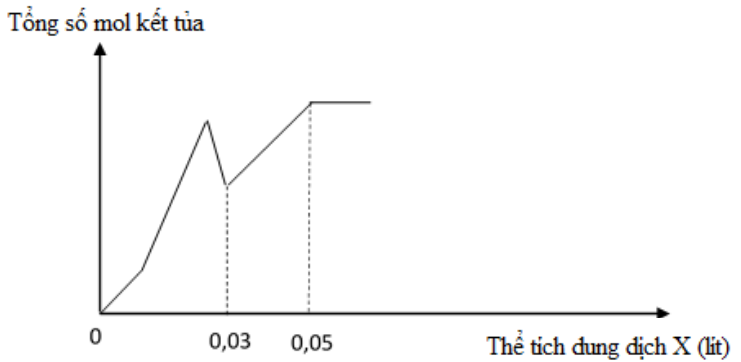 Tổng số mol kết tủa
0
0,03
0,05
Thể tích dung dịch X (lít)